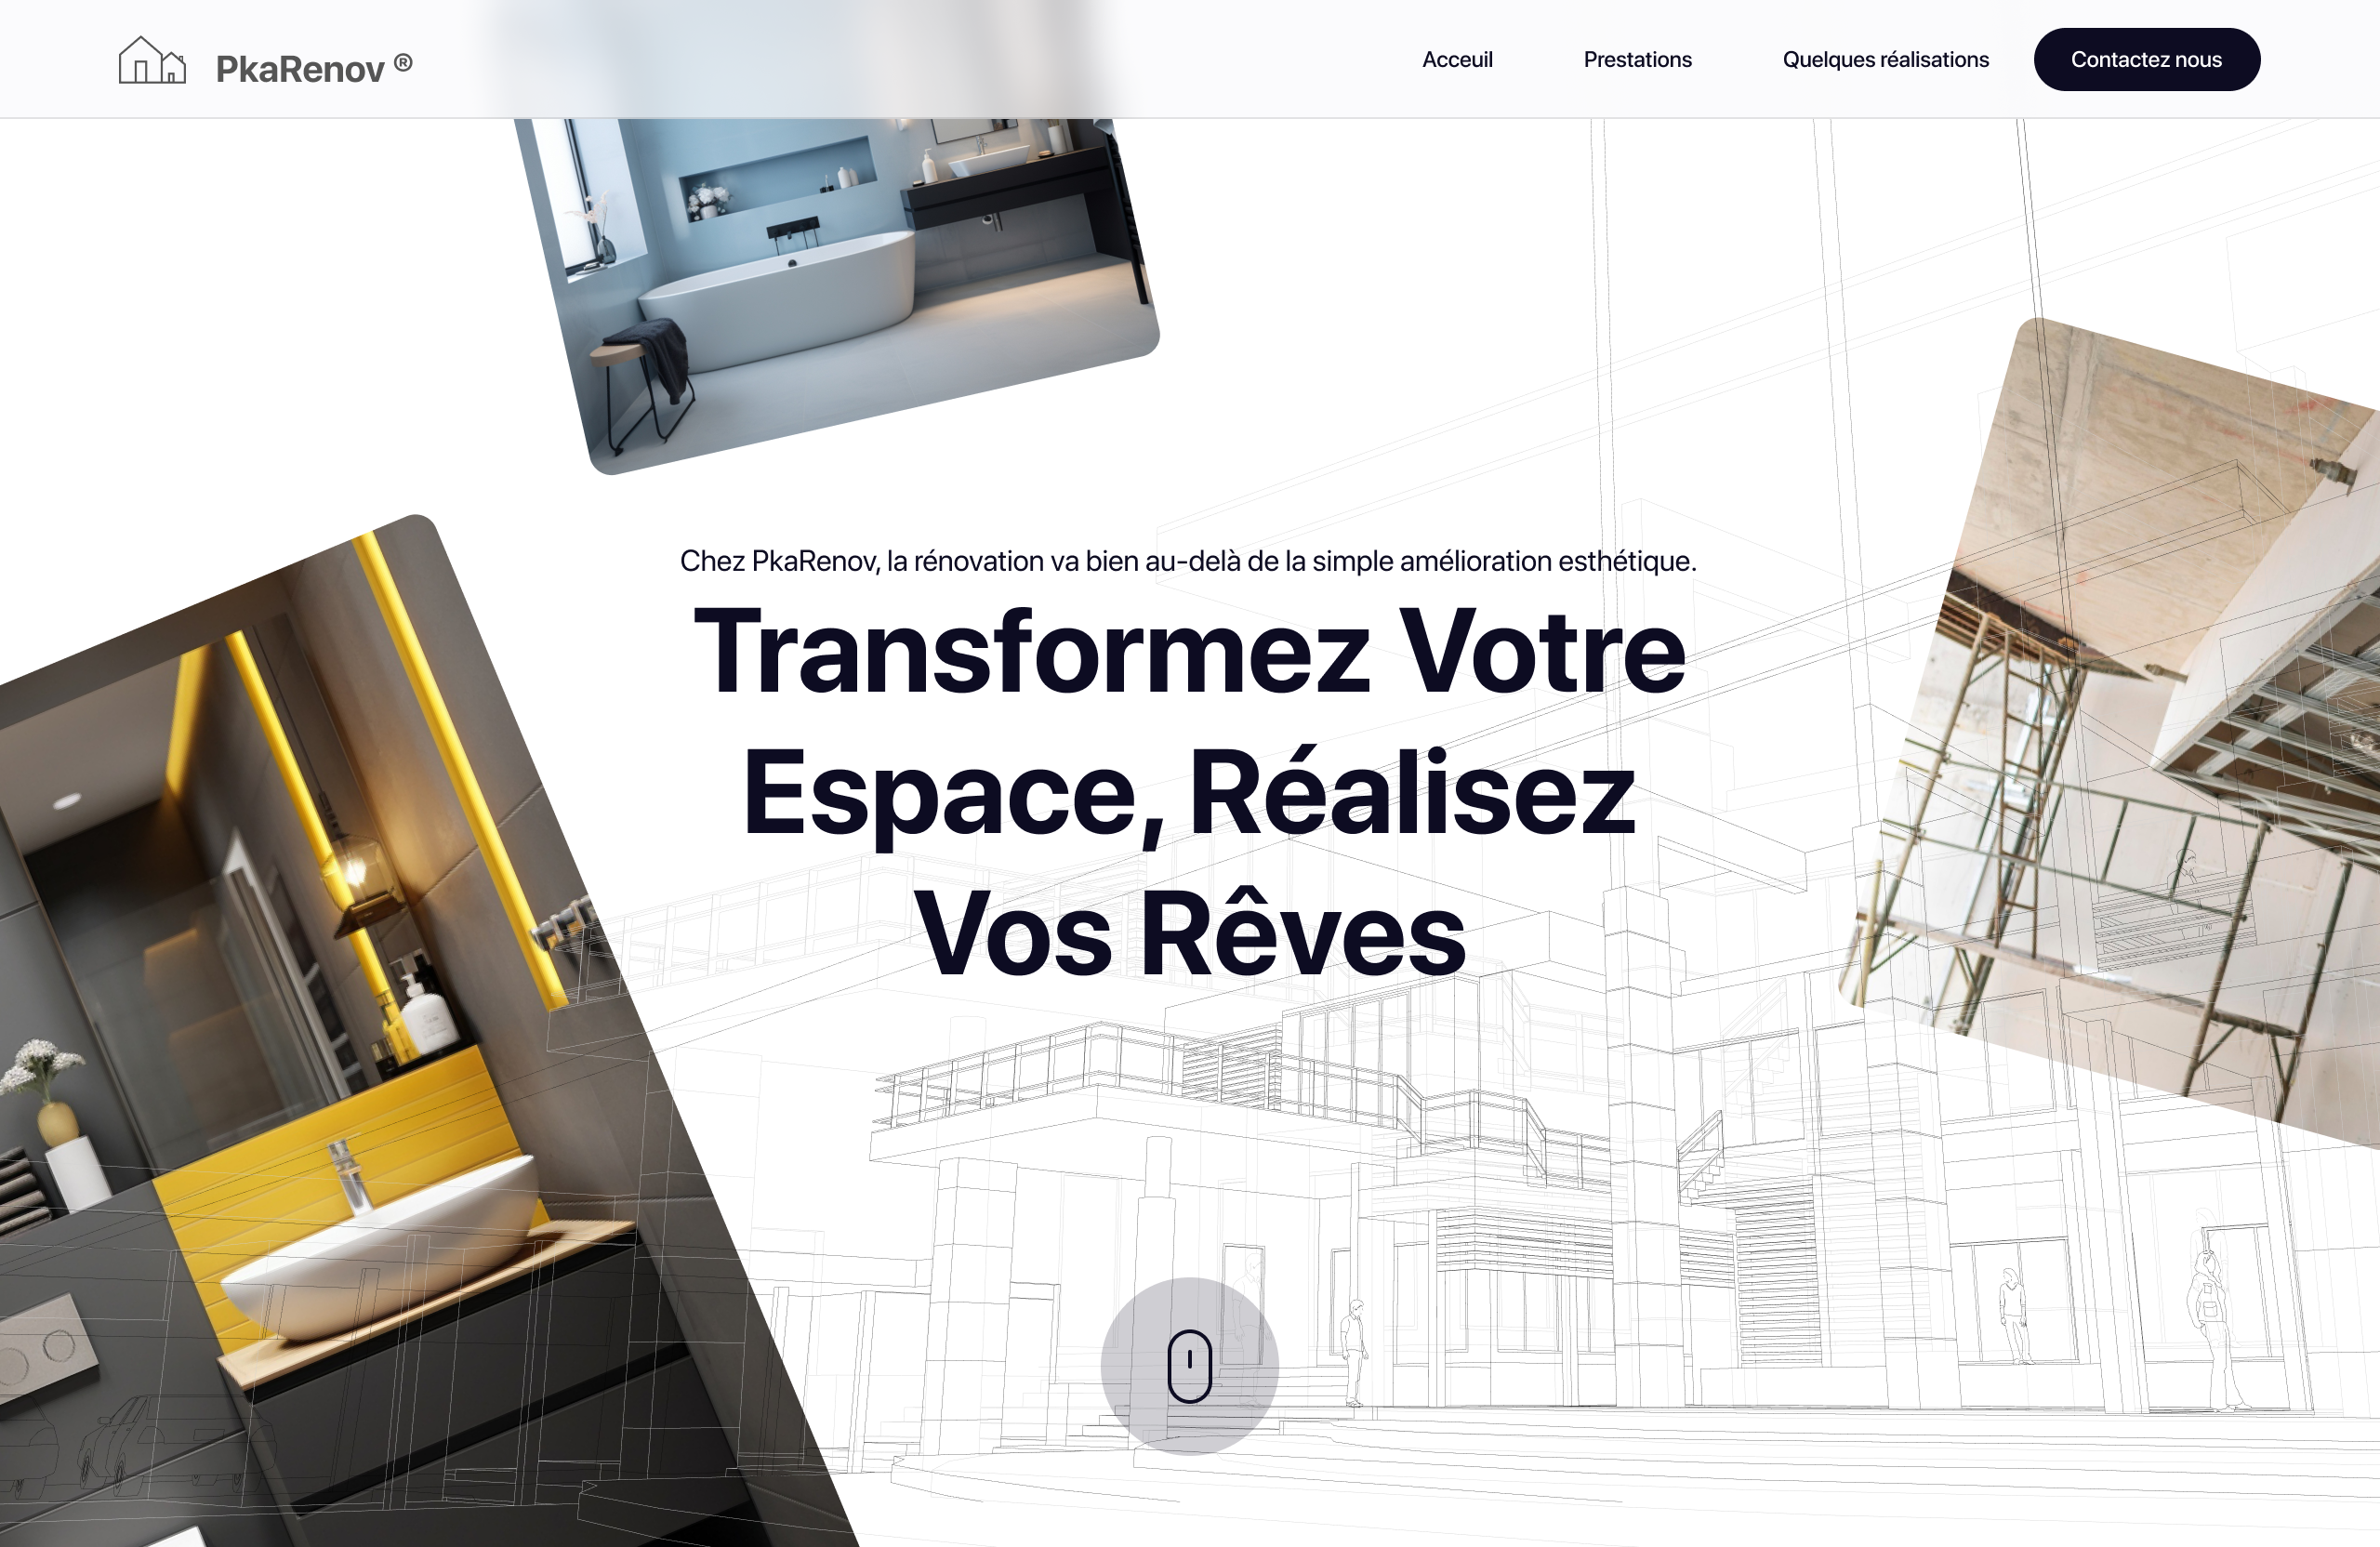 PkaRenov ®
Acceuil
Prestations
Quelques réalisations
Contactez nous
Chez PkaRenov, la rénovation va bien au-delà de la simple amélioration esthétique.
Transformez Votre
Espace, Réalisez
Vos Rêves